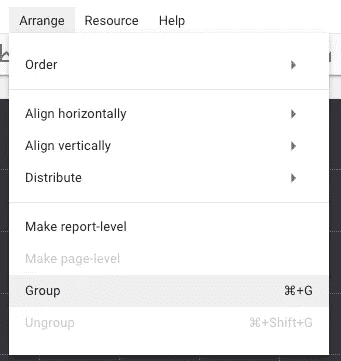 Arrange Resource Help
Order
Align horizontally
Align vertically
Distribute
Make report-level
Make page-level
Group ⌘+G
Ungroup ⌘+Shift+G